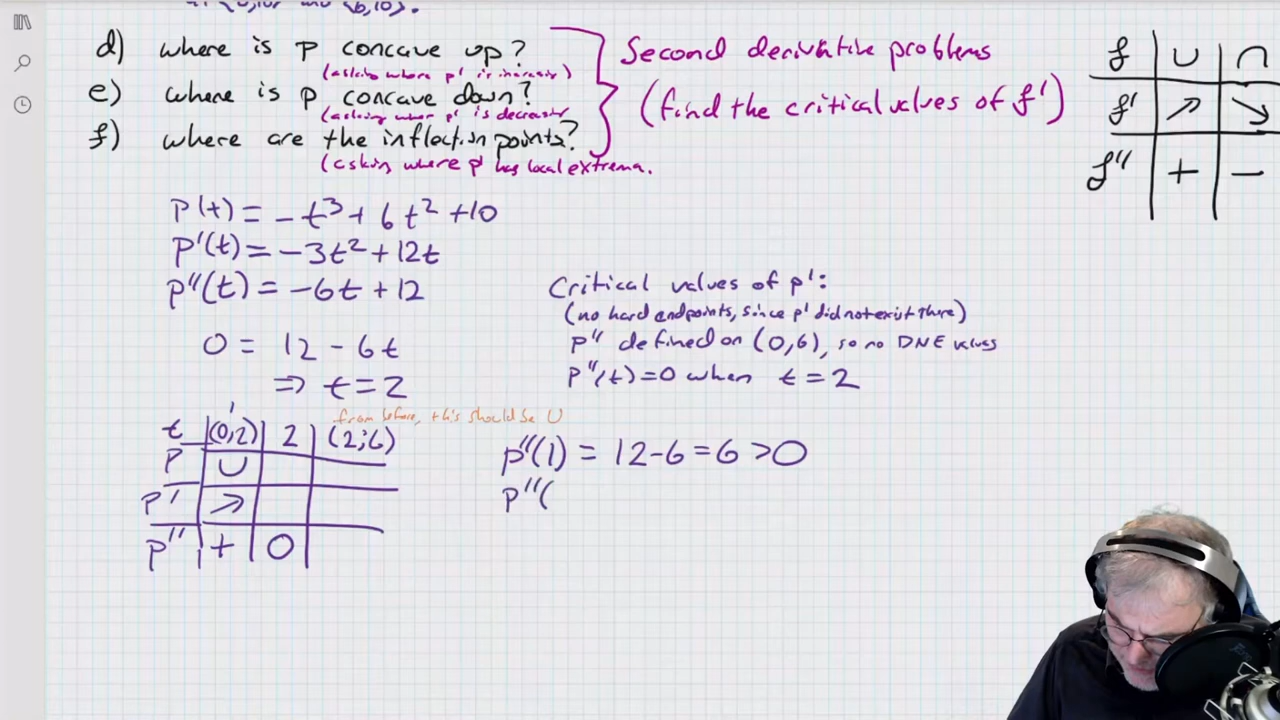 d) where is p concave up?
(asking where p' is increasing)
e) where is p concave down?
(asking where p' is decreasing
f) where are the inflection points?
(asking where p' has local extrema.
Second derivative problems
(find the critical values of f')
f ∪ ∩
f' ↗ ↘
f'' + −
p(t) = −t³ + 6t² + 10
p'(t) = −3t² + 12t
p''(t) = −6t + 12
0 = 12 − 6t
⇒ t = 2
Critical values of p':
(no hard endpoints, since p' did not exist there)
p'' defined on (0,6), so no DNE values
p''(t) = 0 when t = 2
from before, this should be ∪
1
t (0,2) 2 (2,6)
p ∪
p' ↗
p'' + 0
p''(1) = 12−6 = 6 >0
p''(